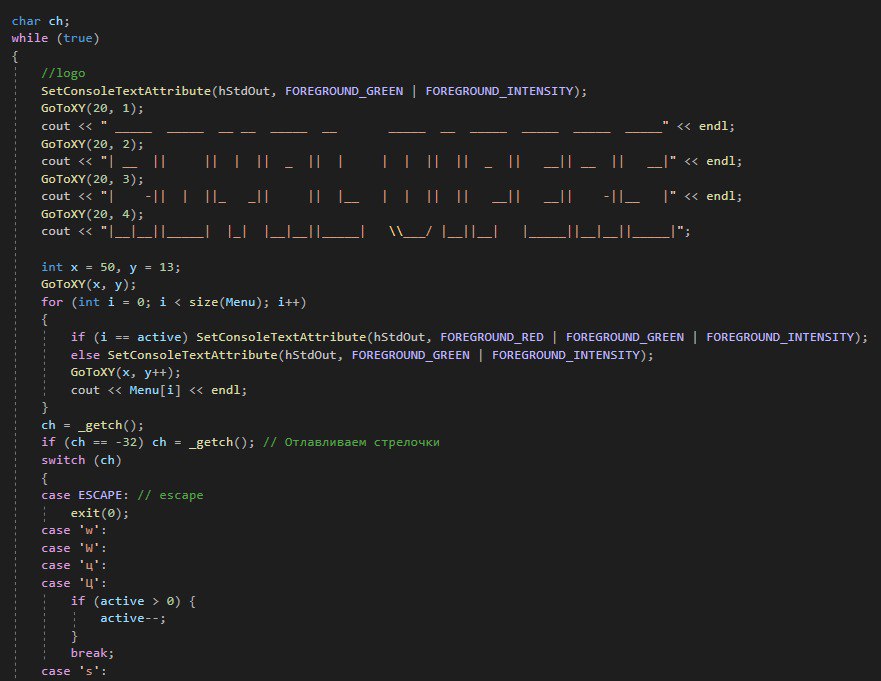 char ch;
while (true)
{
    //logo
    SetConsoleTextAttribute(hStdOut, FOREGROUND_GREEN | FOREGROUND_INTENSITY);
    GoToXY(20, 1);
    cout << " _____  _____  __ __  _____  __       _____  __  _____  _____  _____  _____" << endl;
    GoToXY(20, 2);
    cout << "| __  ||     ||  |  ||  _  ||  |     |  |  ||  ||  _  ||   __|| __  ||   __|" << endl;
    GoToXY(20, 3);
    cout << "|    -||  |  ||_   _||     ||  |__   |  |  ||  ||   __||   __||    -||__   |" << endl;
    GoToXY(20, 4);
    cout << "|__|__||_____|  |_|  |__|__||_____|   \\___/ |__||__|   |_____||__|__||_____|";

    int x = 50, y = 13;
    GoToXY(x, y);
    for (int i = 0; i < size(Menu); i++)
    {
        if (i == active) SetConsoleTextAttribute(hStdOut, FOREGROUND_RED | FOREGROUND_GREEN | FOREGROUND_INTENSITY);
        else SetConsoleTextAttribute(hStdOut, FOREGROUND_GREEN | FOREGROUND_INTENSITY);
        GoToXY(x, y++);
        cout << Menu[i] << endl;
    }
    ch = _getch();
    if (ch == -32) ch = _getch(); // Отлавливаем стрелочки
    switch (ch)
    {
    case ESCAPE: // escape
        exit(0);
    case 'w':
    case 'W':
    case 'ц':
    case 'Ц':
        if (active > 0) {
            active--;
        }
        break;
    case 's':